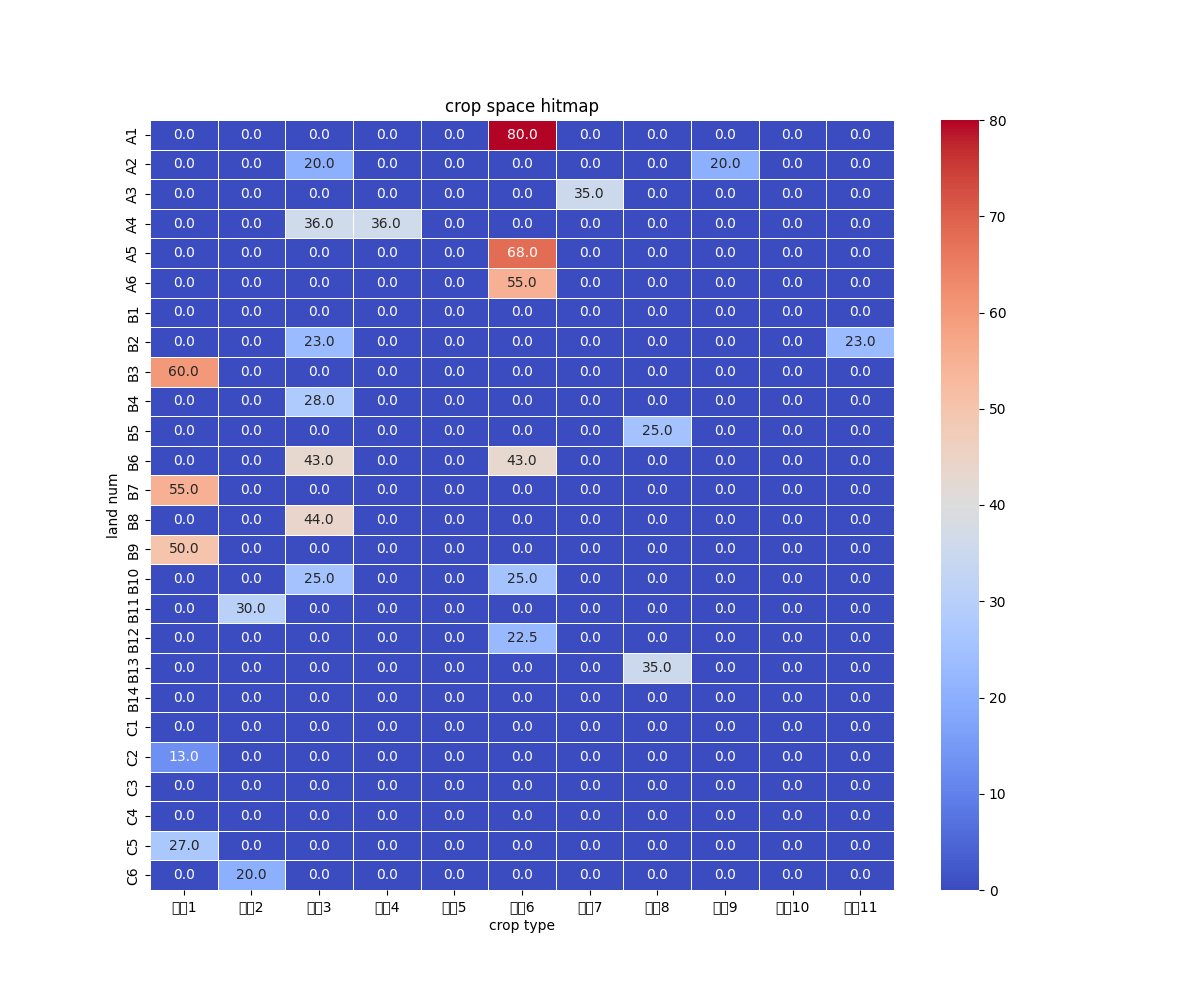 crop space hitmap
A1 0.0 0.0 0.0 0.0 0.0 80.0 0.0 0.0 0.0 0.0 0.0
A2 0.0 0.0 20.0 0.0 0.0 0.0 0.0 0.0 20.0 0.0 0.0
A3 0.0 0.0 0.0 0.0 0.0 0.0 35.0 0.0 0.0 0.0 0.0
A4 0.0 0.0 36.0 36.0 0.0 0.0 0.0 0.0 0.0 0.0 0.0
A5 0.0 0.0 0.0 0.0 0.0 68.0 0.0 0.0 0.0 0.0 0.0
A6 0.0 0.0 0.0 0.0 0.0 55.0 0.0 0.0 0.0 0.0 0.0
B1 0.0 0.0 0.0 0.0 0.0 0.0 0.0 0.0 0.0 0.0 0.0
B2 0.0 0.0 23.0 0.0 0.0 0.0 0.0 0.0 0.0 0.0 23.0
B3 60.0 0.0 0.0 0.0 0.0 0.0 0.0 0.0 0.0 0.0 0.0
B4 0.0 0.0 28.0 0.0 0.0 0.0 0.0 0.0 0.0 0.0 0.0
B5 0.0 0.0 0.0 0.0 0.0 0.0 0.0 25.0 0.0 0.0 0.0
B6 0.0 0.0 43.0 0.0 0.0 43.0 0.0 0.0 0.0 0.0 0.0
B7 55.0 0.0 0.0 0.0 0.0 0.0 0.0 0.0 0.0 0.0 0.0
B8 0.0 0.0 44.0 0.0 0.0 0.0 0.0 0.0 0.0 0.0 0.0
B9 50.0 0.0 0.0 0.0 0.0 0.0 0.0 0.0 0.0 0.0 0.0
B10 0.0 0.0 25.0 0.0 0.0 25.0 0.0 0.0 0.0 0.0 0.0
B11 0.0 30.0 0.0 0.0 0.0 0.0 0.0 0.0 0.0 0.0 0.0
B12 0.0 0.0 0.0 0.0 0.0 22.5 0.0 0.0 0.0 0.0 0.0
B13 0.0 0.0 0.0 0.0 0.0 0.0 0.0 35.0 0.0 0.0 0.0
B14 0.0 0.0 0.0 0.0 0.0 0.0 0.0 0.0 0.0 0.0 0.0
C1 0.0 0.0 0.0 0.0 0.0 0.0 0.0 0.0 0.0 0.0 0.0
C2 13.0 0.0 0.0 0.0 0.0 0.0 0.0 0.0 0.0 0.0 0.0
C3 0.0 0.0 0.0 0.0 0.0 0.0 0.0 0.0 0.0 0.0 0.0
C4 0.0 0.0 0.0 0.0 0.0 0.0 0.0 0.0 0.0 0.0 0.0
C5 27.0 0.0 0.0 0.0 0.0 0.0 0.0 0.0 0.0 0.0 0.0
C6 0.0 20.0 0.0 0.0 0.0 0.0 0.0 0.0 0.0 0.0 0.0
1 2 3 4 5 6 7 8 9 10 11
crop type
land num
80
70
60
50
40
30
20
10
0